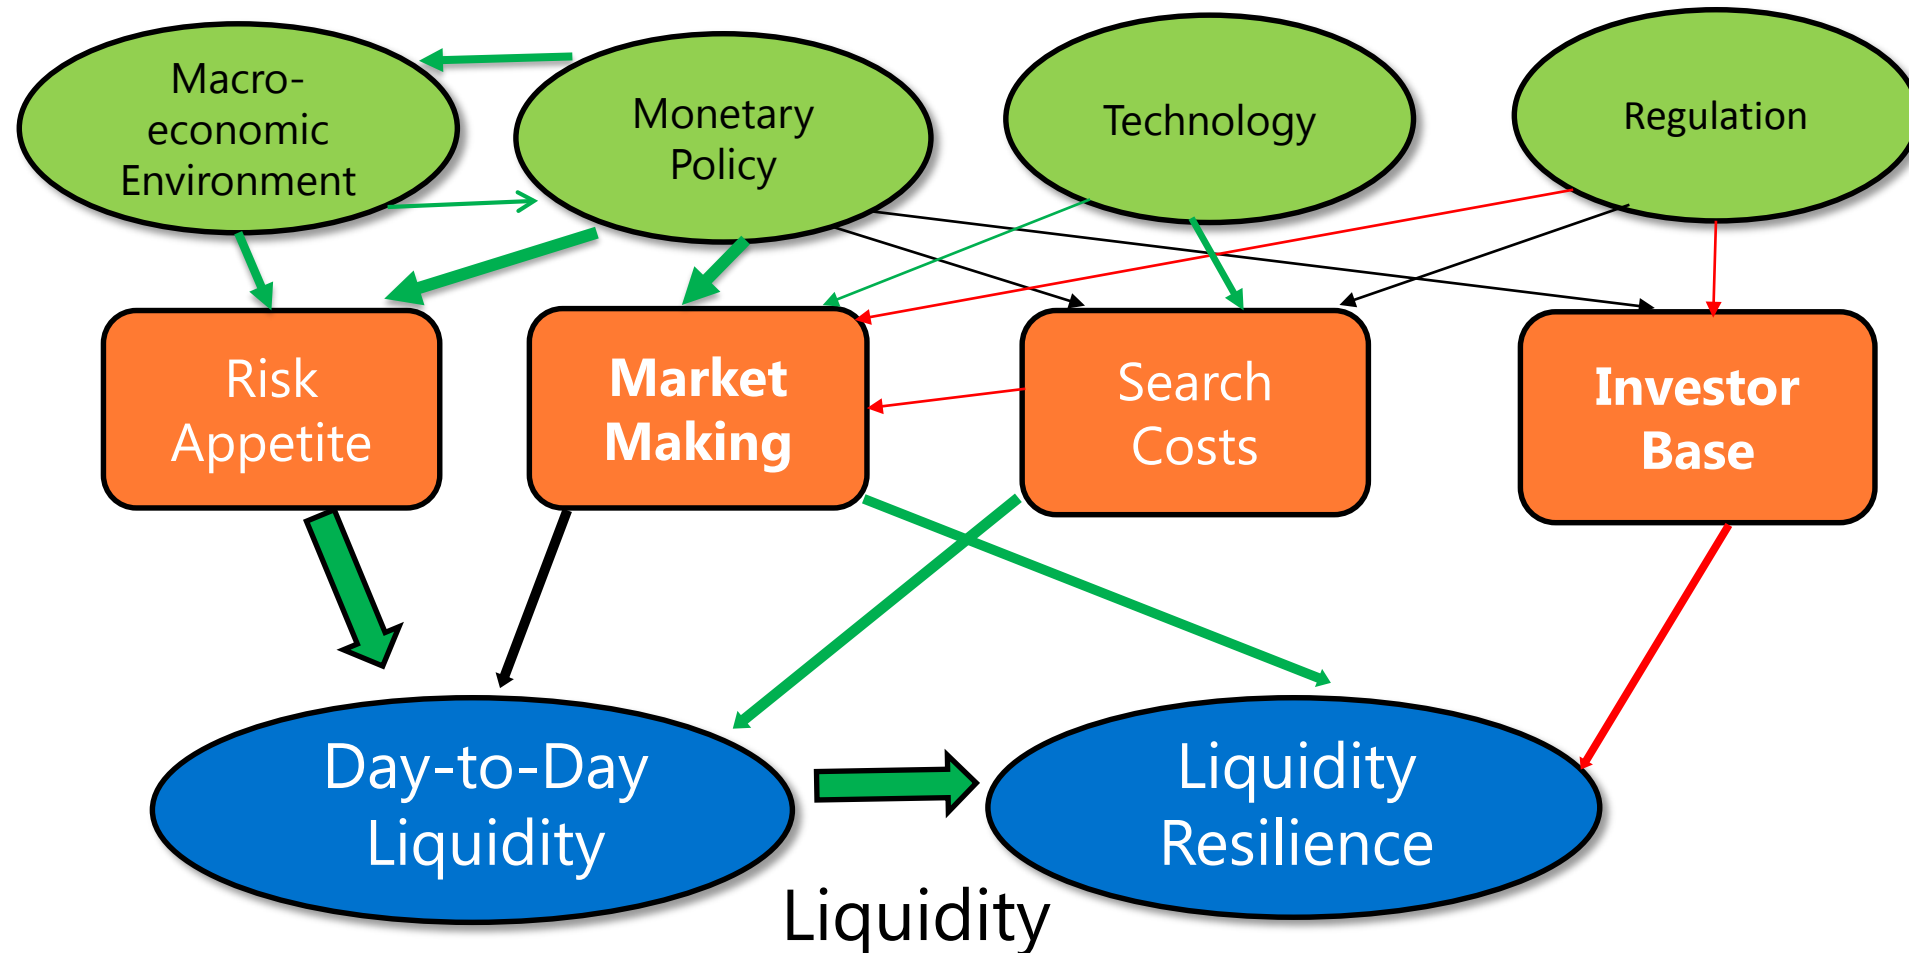 Macro-
economic
Environment
Monetary
Policy
Technology
Regulation
Risk
Appetite
Market
Making
Search
Costs
Investor
Base
Day-to-Day
Liquidity
Liquidity
Resilience
Liquidity